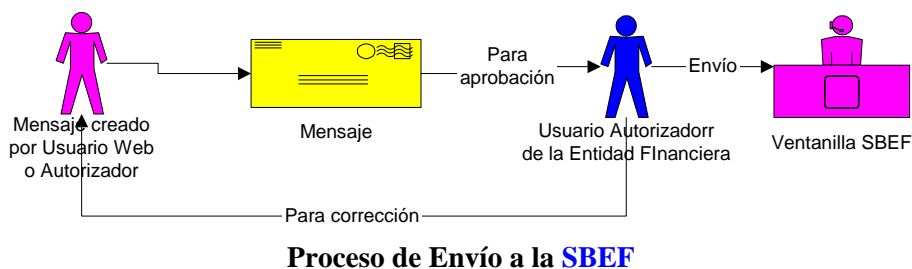 Mensaje creado
por Usuario Web
o Autorizador
Mensaje
Para
aprobación
Usuario Autorizadorr
de la Entidad FInanciera
Envío
Ventanilla SBEF
Para corrección
Proceso de Envío a la SBEF